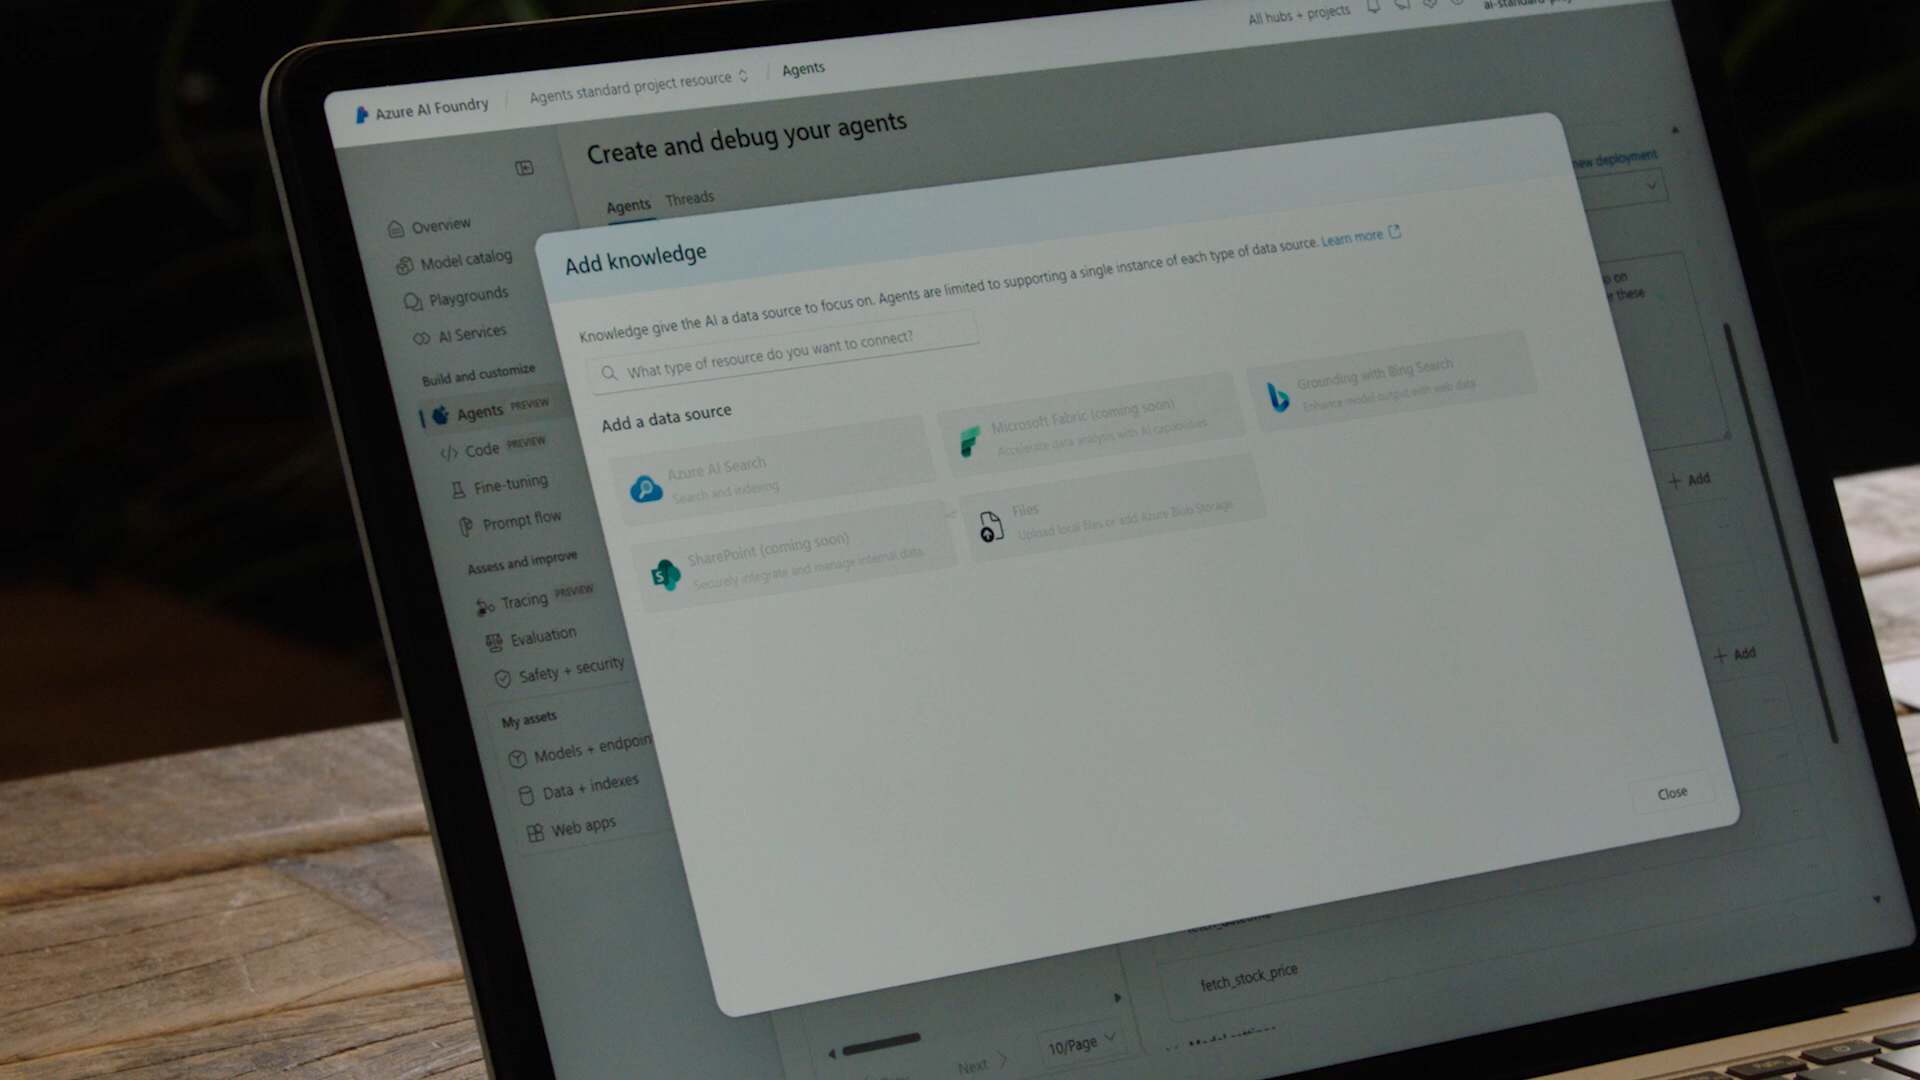 All hubs + projects
Azure AI Foundry
Agents standard project resource
Agents
Create and debug your agents
Agents
Threads
new deployment
Overview
Model catalog
Playgrounds
AI Services
Build and customize
Agents PREVIEW
Code PREVIEW
Fine-tuning
Prompt flow
Assess and improve
Tracing PREVIEW
Evaluation
Safety + security
My assets
Models + endpoin
Data + indexes
Web apps
Add knowledge
Knowledge give the AI a data source to focus on. Agents are limited to supporting a single instance of each type of data source. Learn more
What type of resource do you want to connect?
Add a data source
Azure AI Search
Search and indexing
Microsoft Fabric (coming soon)
Accelerate data analysis with AI capabilities
Grounding with Bing Search
Enhance model output with web data
SharePoint (coming soon)
Securely integrate and manage internal data
Files
Upload local files or add Azure Blob Storage
Close
on
these
+ Add
+ Add
fetch_stock_price
Next
10/Page